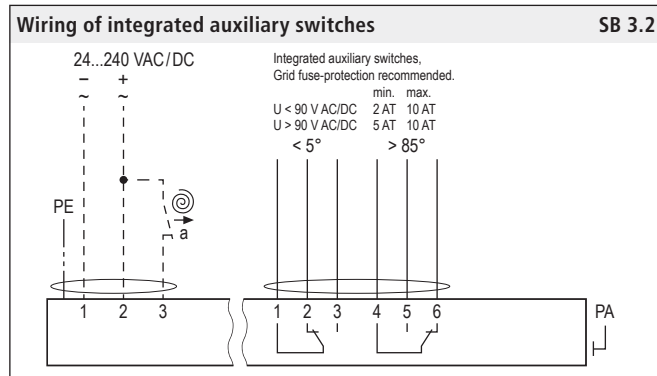 Wiring of integrated auxiliary switches SB 3.2
24...240 VAC/DC
– +
~ ~
Integrated auxiliary switches,
Grid fuse-protection recommended.
min. max.
U < 90 V AC/DC 2 AT 10 AT
U > 90 V AC/DC 5 AT 10 AT
< 5° > 85°
PE
a
1 2 3 1 2 3 4 5 6 PA